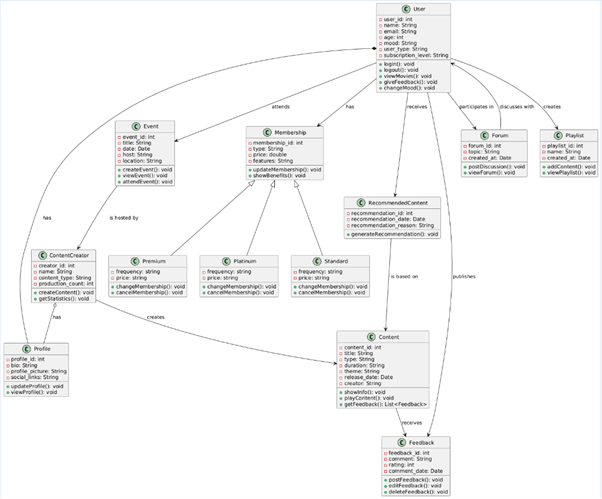 C User
user_id: int
name: String
email: String
age: int
mood: String
user_type: String
subscription_level: String
login(): void
logout(): void
viewMovies(): void
giveFeedback(): void
changeMood(): void
attends
has
receives
participates in
discusses with
creates
C Event
event_id: int
title: String
date: Date
host: String
location: String
createEvent(): void
viewEvent(): void
attendEvent(): void
C Membership
membership_id: int
type: String
price: double
features: String
updateMembership(): void
showBenefits(): void
C Forum
forum_id: int
topic: String
created_at: Date
postDiscussion(): void
viewForum(): void
C Playlist
playlist_id: int
name: String
created_at: Date
addContent(): void
viewPlaylist(): void
C RecommendedContent
recommendation_id: int
recommendation_date: Date
recommendation_reason: String
generateRecommendation(): void
has
is hosted by
C ContentCreator
creator_id: int
name: String
content_type: String
production_count: int
createContent(): void
getStatistics(): void
C Premium
frequency: string
price: string
changeMembership(): void
cancelMembership(): void
C Platinum
frequency: string
price: string
changeMembership(): void
cancelMembership(): void
C Standard
frequency: string
price: string
changeMembership(): void
cancelMembership(): void
is based on
publishes
has
creates
C Profile
profile_id: int
bio: String
profile_picture: String
social_links: String
updateProfile(): void
viewProfile(): void
C Content
content_id: int
title: String
type: String
duration: String
theme: String
release_date: Date
creator: String
showInfo(): void
playContent(): void
getFeedback(): List<Feedback>
receives
C Feedback
feedback_id: int
comment: String
rating: int
comment_date: Date
postFeedback(): void
editFeedback(): void
deleteFeedback(): void